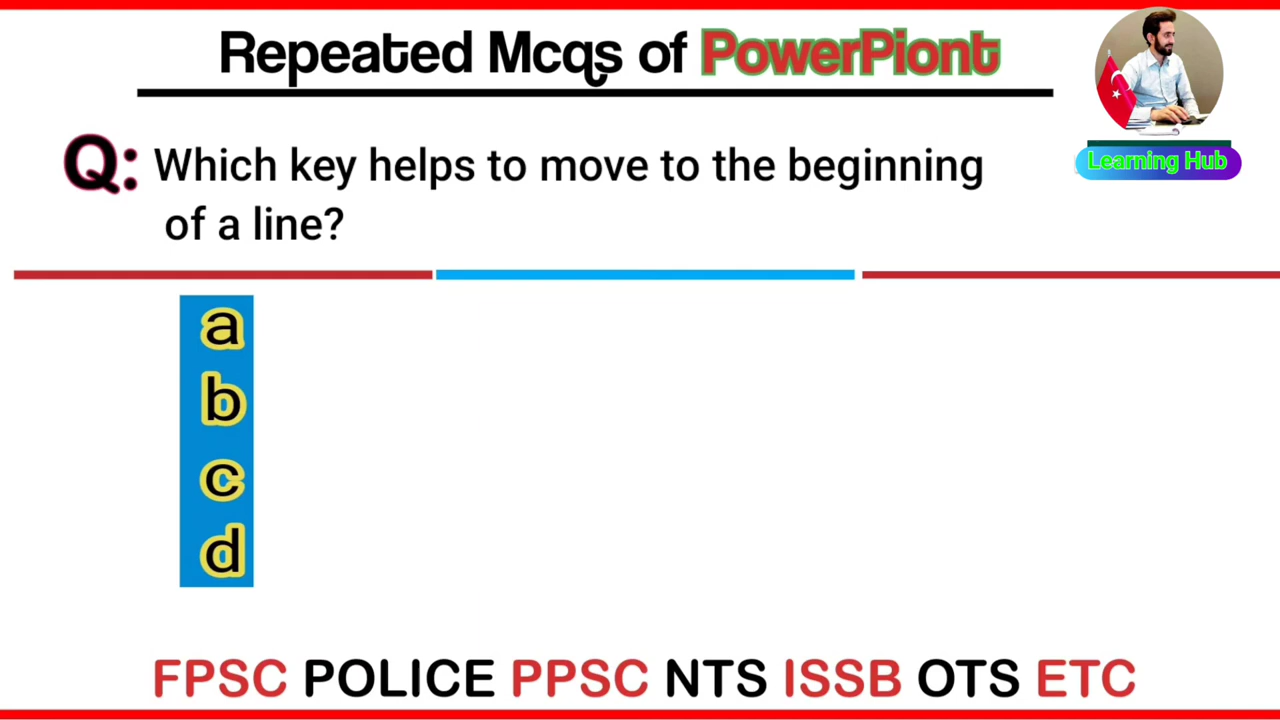 Repeated Mcqs of PowerPiont
Learning Hub
Q: Which key helps to move to the beginning
of a line?
a
b
c
d
FPSC POLICE PPSC NTS ISSB OTS ETC